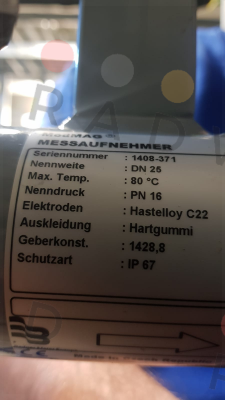 ModMAG®
MESSAUFNEHMER
Seriennummer : 1408-371
Nennweite : DN 25
Max. Temp. : 80 °C
Nenndruck : PN 16
Elektroden : Hastelloy C22
Auskleidung : Hartgummi
Geberkonst. : 1428,8
Schutzart : IP 67